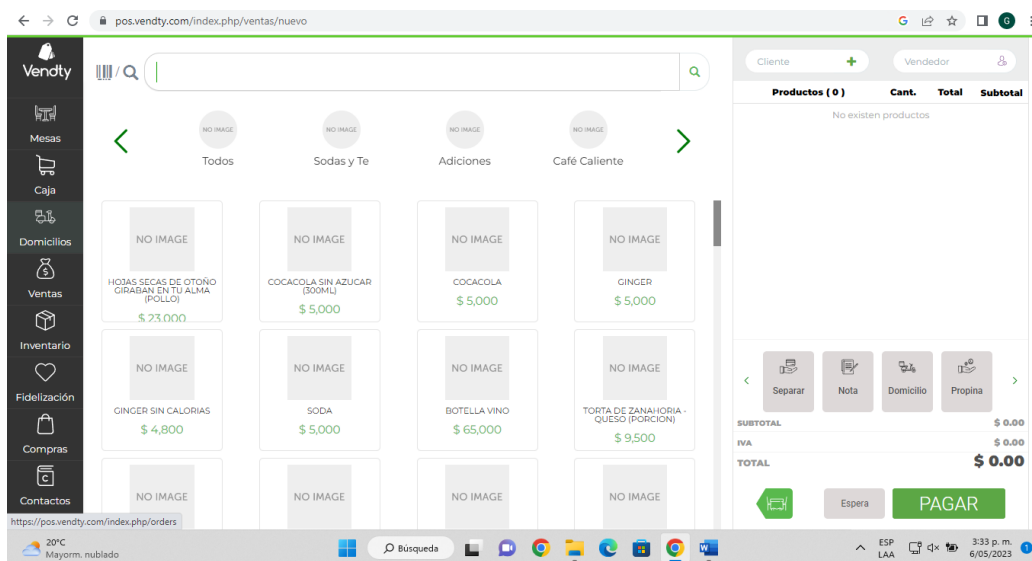 pos.vendty.com/index.php/ventas/nuevo
G
Vendty
Mesas
Caja
Domicilios
Ventas
Inventario
Fidelización
Compras
Contactos
/
NO IMAGE NO IMAGE NO IMAGE NO IMAGE
Todos Sodas y Te Adiciones Café Caliente
NO IMAGE NO IMAGE NO IMAGE NO IMAGE
HOJAS SECAS DE OTOÑO
GIRABAN EN TU ALMA
(POLLO)
$ 23,000
COCACOLA SIN AZUCAR
(300ML)
$ 5,000
COCACOLA
$ 5,000
GINGER
$ 5,000
NO IMAGE NO IMAGE NO IMAGE NO IMAGE
GINGER SIN CALORIAS
$ 4,800
SODA
$ 5,000
BOTELLA VINO
$ 65,000
TORTA DE ZANAHORIA -
QUESO (PORCION)
$ 9,500
NO IMAGE NO IMAGE NO IMAGE NO IMAGE
Cliente Vendedor
Productos ( 0 ) Cant. Total Subtotal
No existen productos
Separar Nota Domicilio Propina
SUBTOTAL $ 0.00
IVA $ 0.00
TOTAL $ 0.00
Espera PAGAR
https://pos.vendty.com/index.php/orders
20°C
Mayorm. nublado
Búsqueda
ESP
LAA
3:33 p. m.
6/05/2023
1